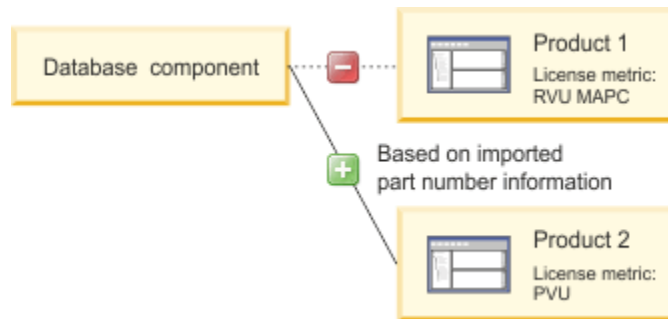 Database component
Product 1
License metric:
RVU MAPC
Based on imported
part number information
Product 2
License metric:
PVU